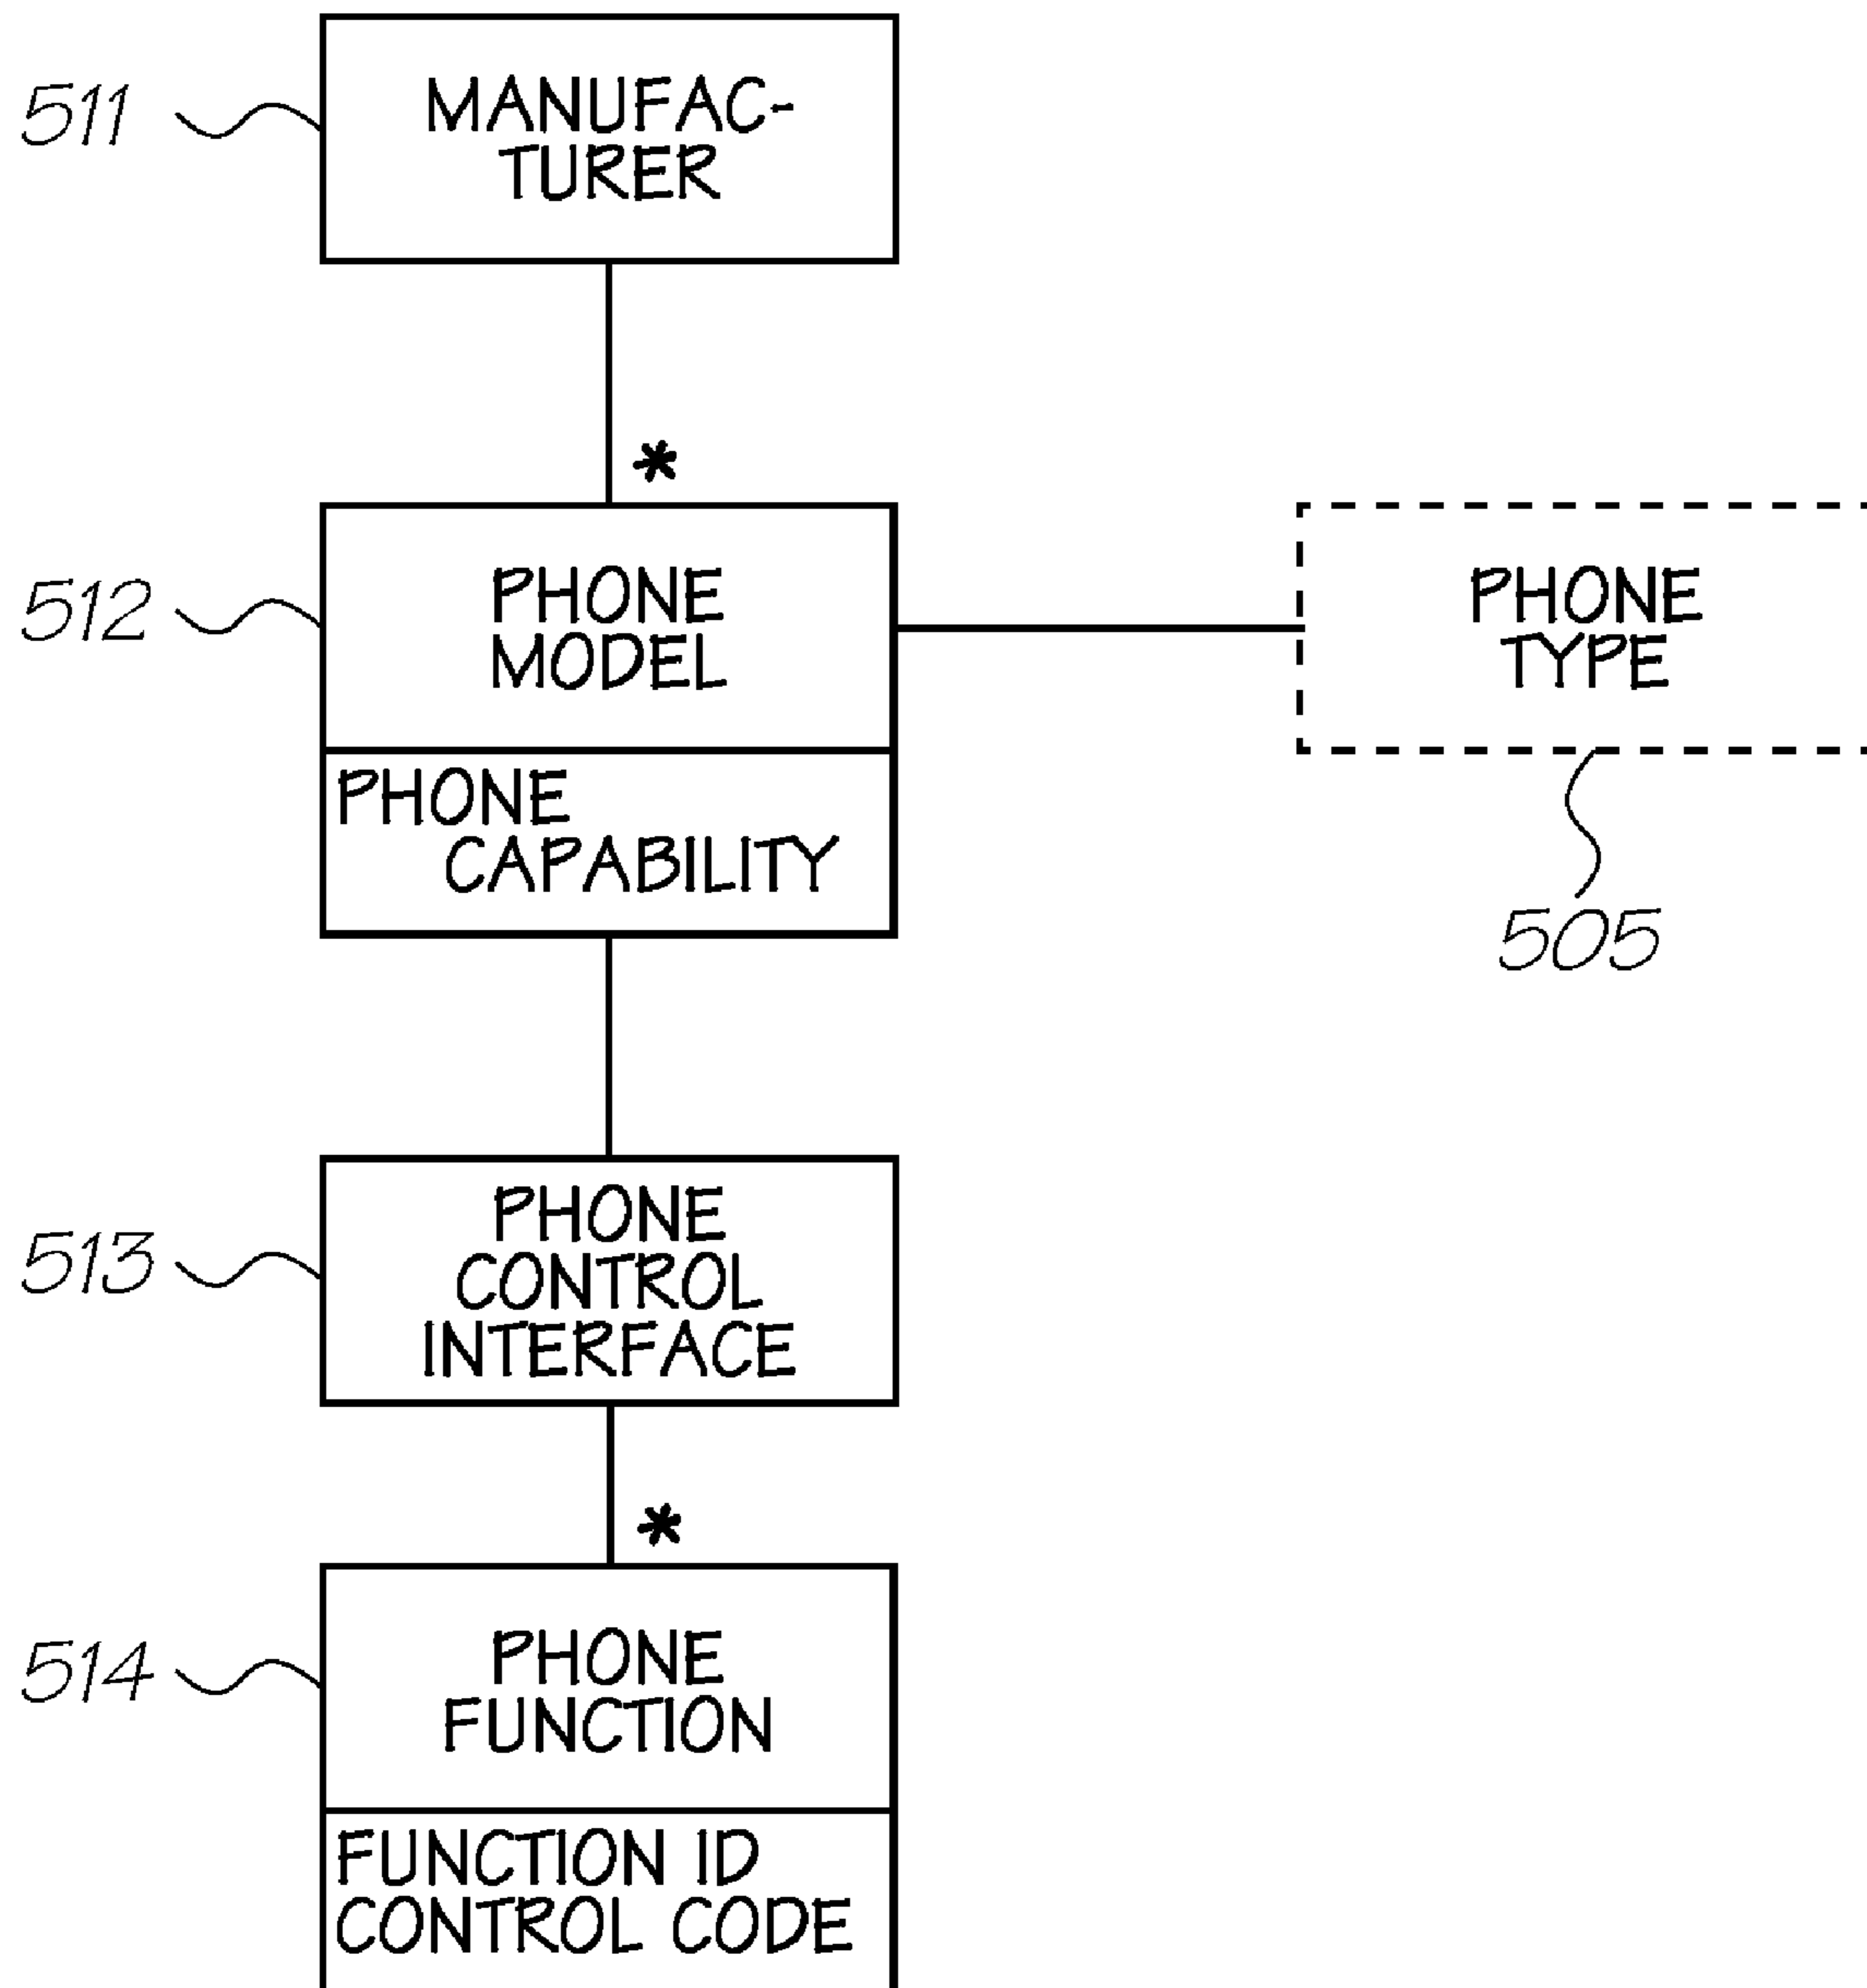 511
MANUFAC-
TURER
*
512
PHONE
MODEL
PHONE
CAPABILITY
PHONE
TYPE
505
513
PHONE
CONTROL
INTERFACE
*
514
PHONE
FUNCTION
FUNCTION ID
CONTROL CODE